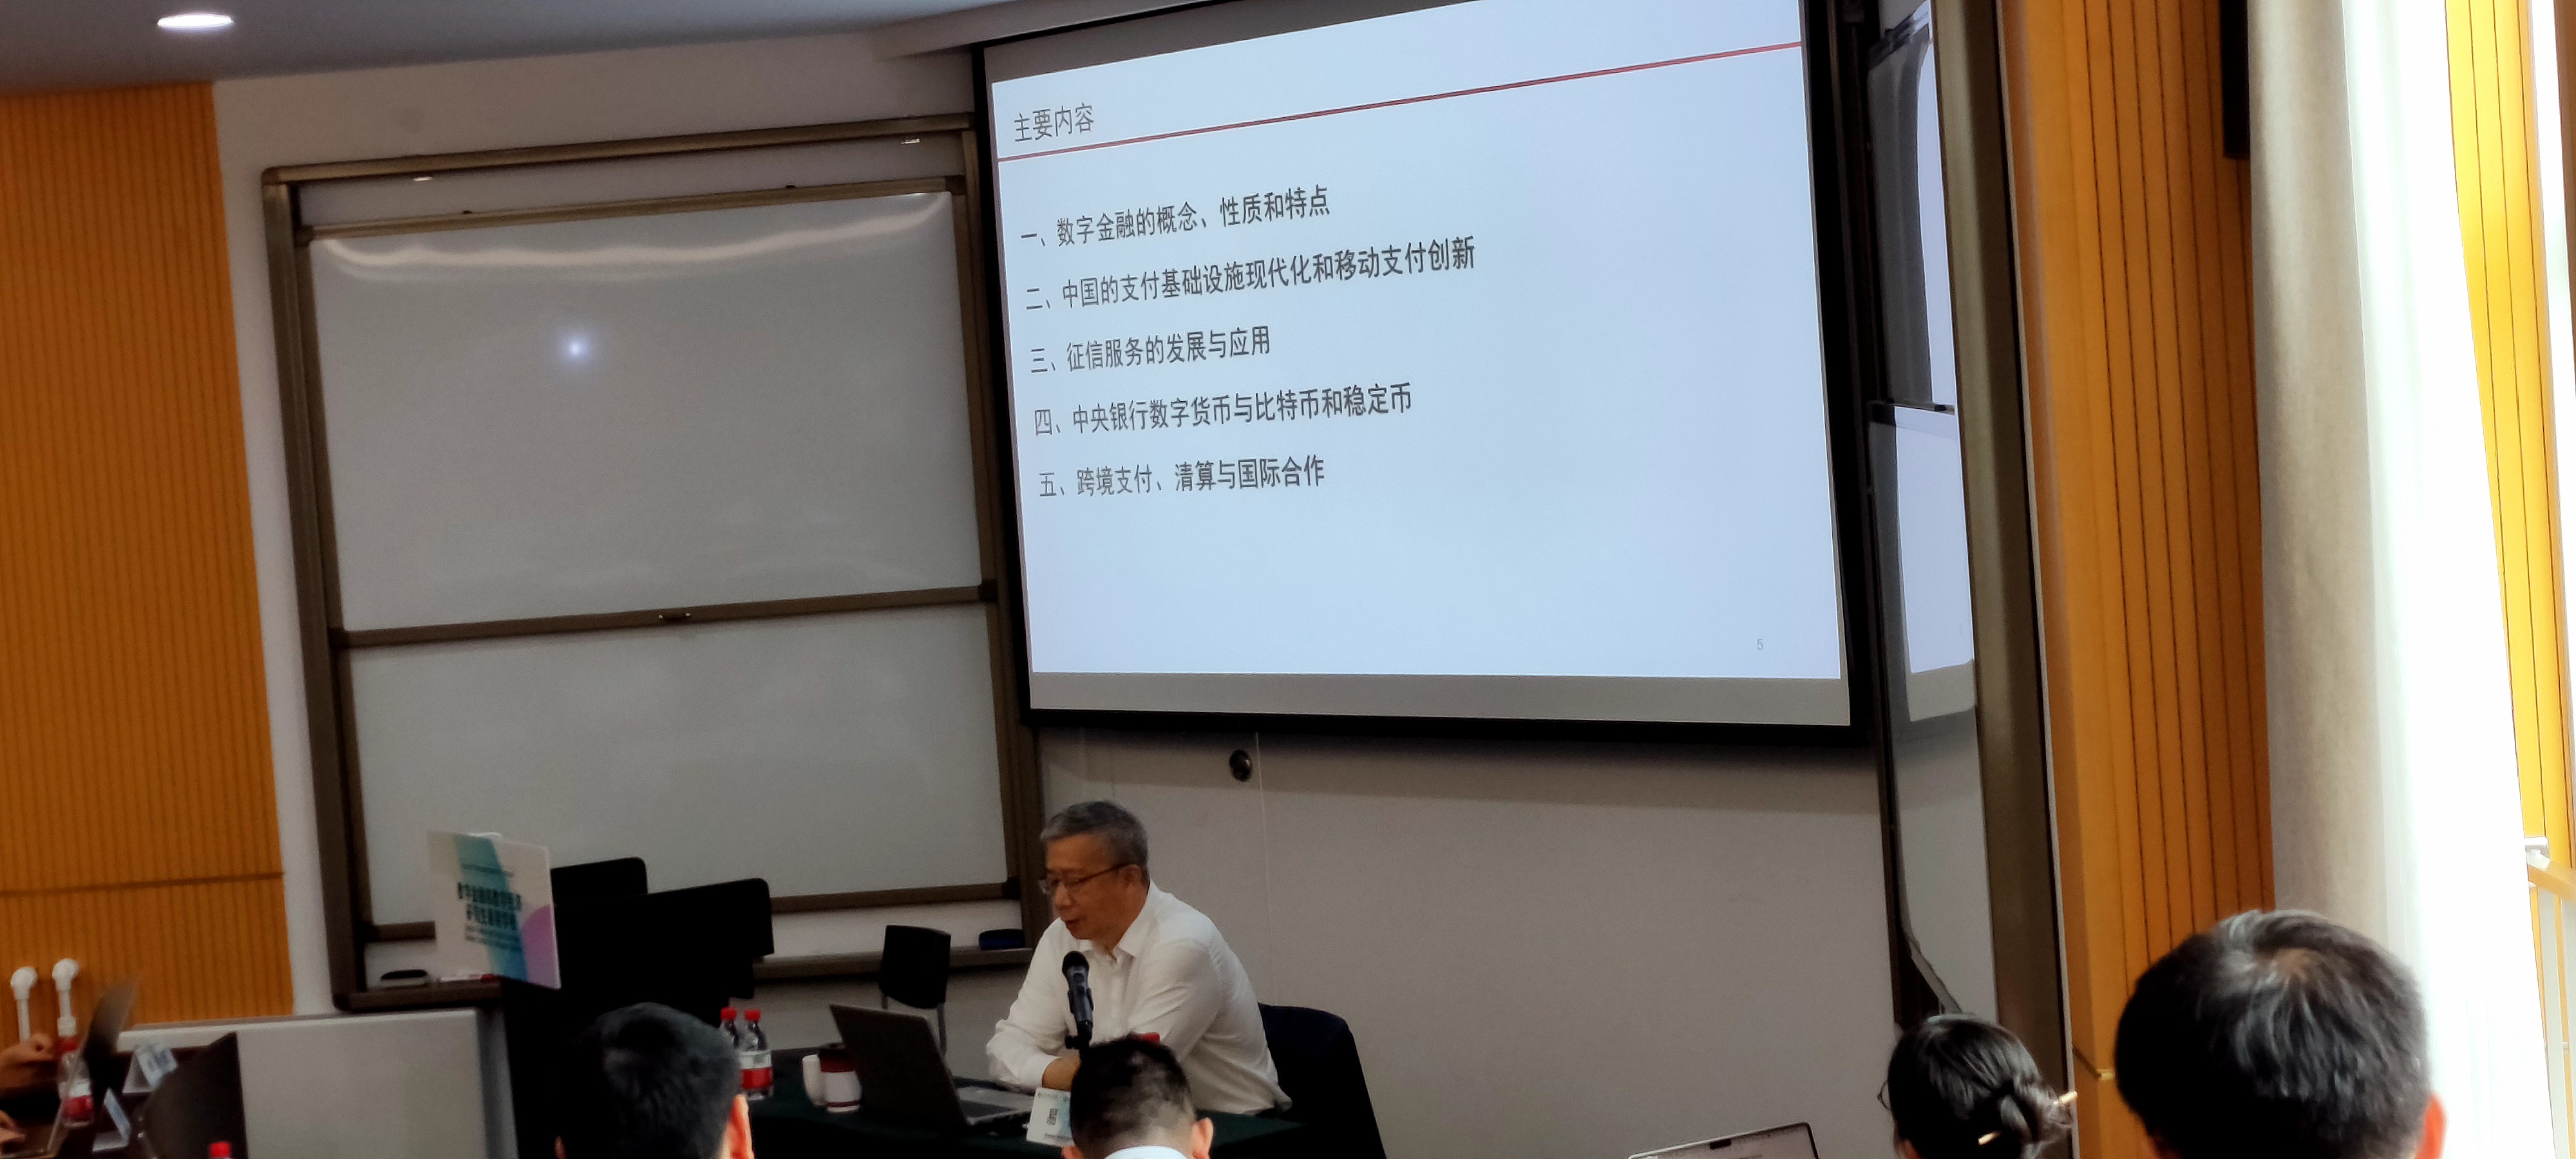 主要内容
一、数字金融的概念、性质和特点
二、中国的支付基础设施现代化和移动支付创新
三、征信服务的发展与应用
四、中央银行数字货币与比特币和稳定币
五、跨境支付、清算与国际合作
5
易